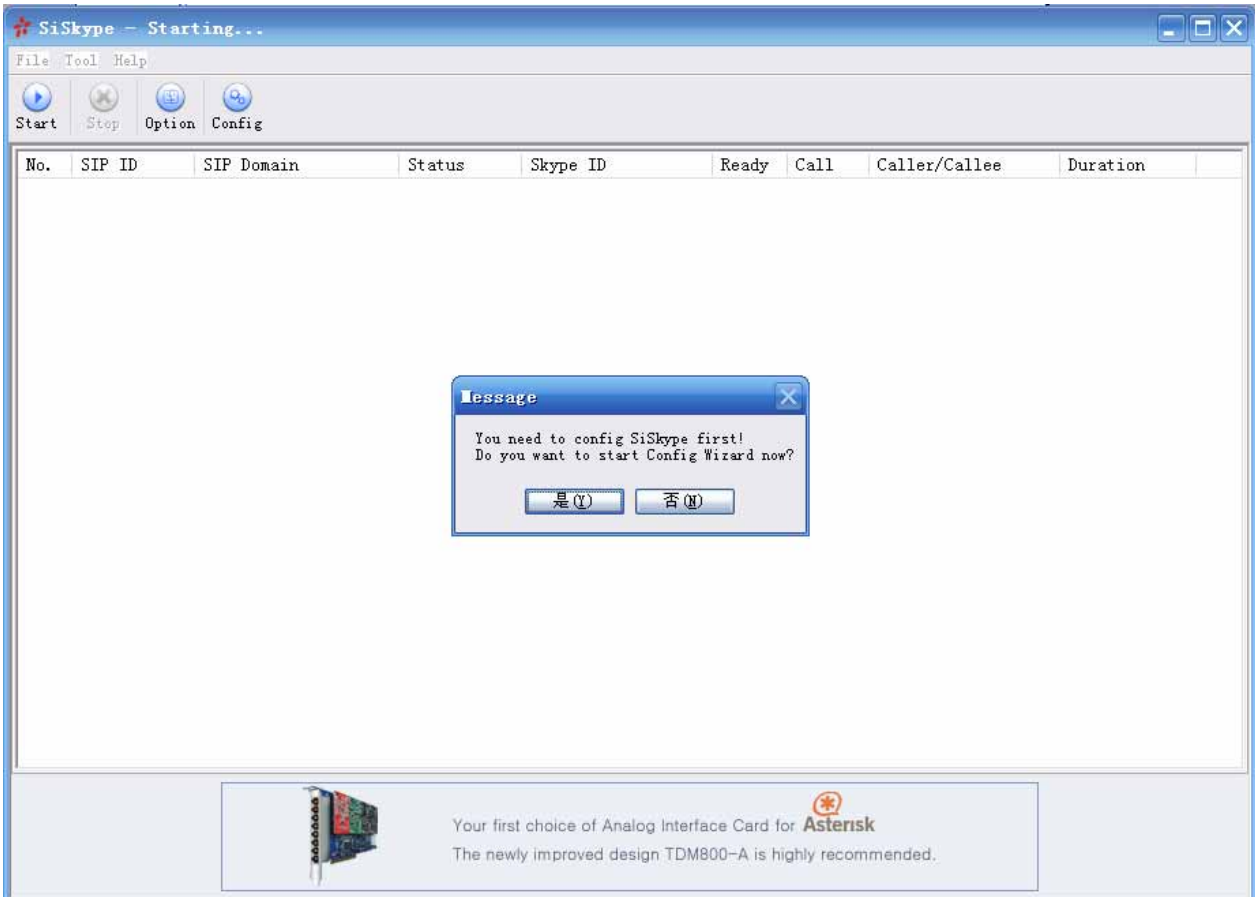 SiSkype - Starting...
File Tool Help
Start Stop Option Config
No. SIP ID SIP Domain Status Skype ID Ready Call Caller/Callee Duration
Message
You need to config SiSkype first!
Do you want to start Config Wizard now?
是(Y) 否(N)
Your first choice of Analog Interface Card for Asterisk
The newly improved design TDM800-A is highly recommended.